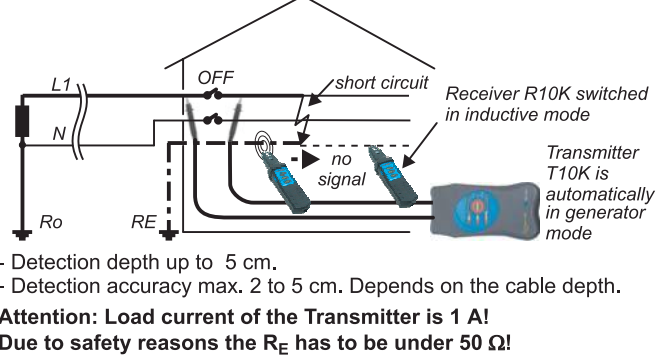 L1
OFF
short circuit
Receiver R10K switched
in inductive mode
N
no
signal
Transmitter
T10K is
automatically
in generator
mode
Ro
RE
- Detection depth up to 5 cm.
- Detection accuracy max. 2 to 5 cm. Depends on the cable depth.
Attention: Load current of the Transmitter is 1 A!
Due to safety reasons the RE has to be under 50 Ω!